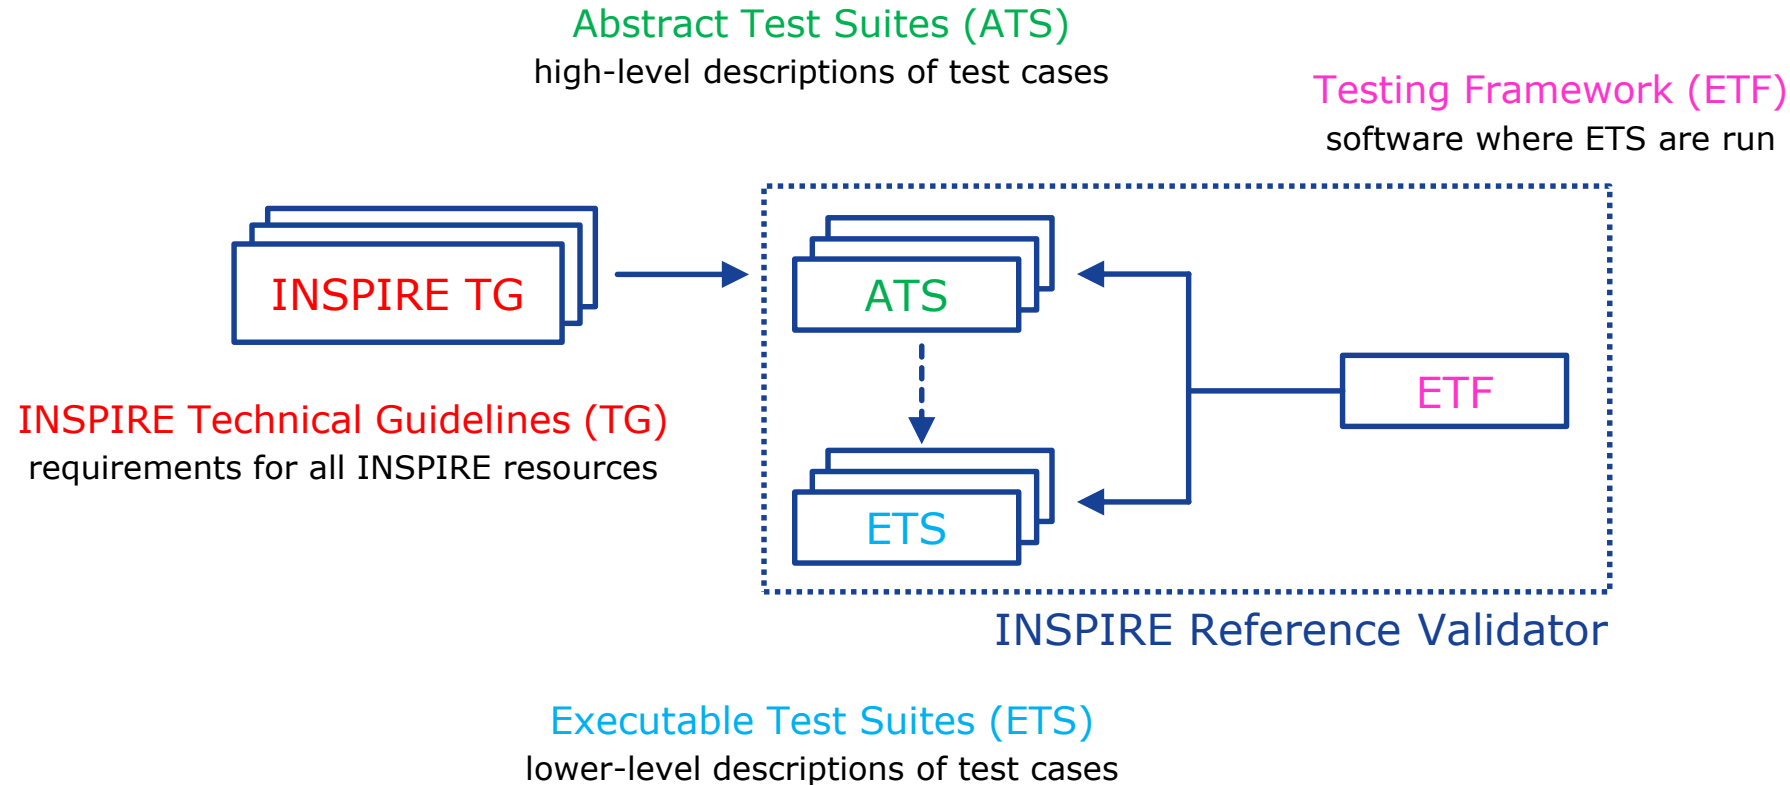 Abstract Test Suites (ATS)
high-level descriptions of test cases
Testing Framework (ETF)
software where ETS are run
INSPIRE TG
ATS
ETF
INSPIRE Technical Guidelines (TG)
requirements for all INSPIRE resources
ETS
INSPIRE Reference Validator
Executable Test Suites (ETS)
lower-level descriptions of test cases